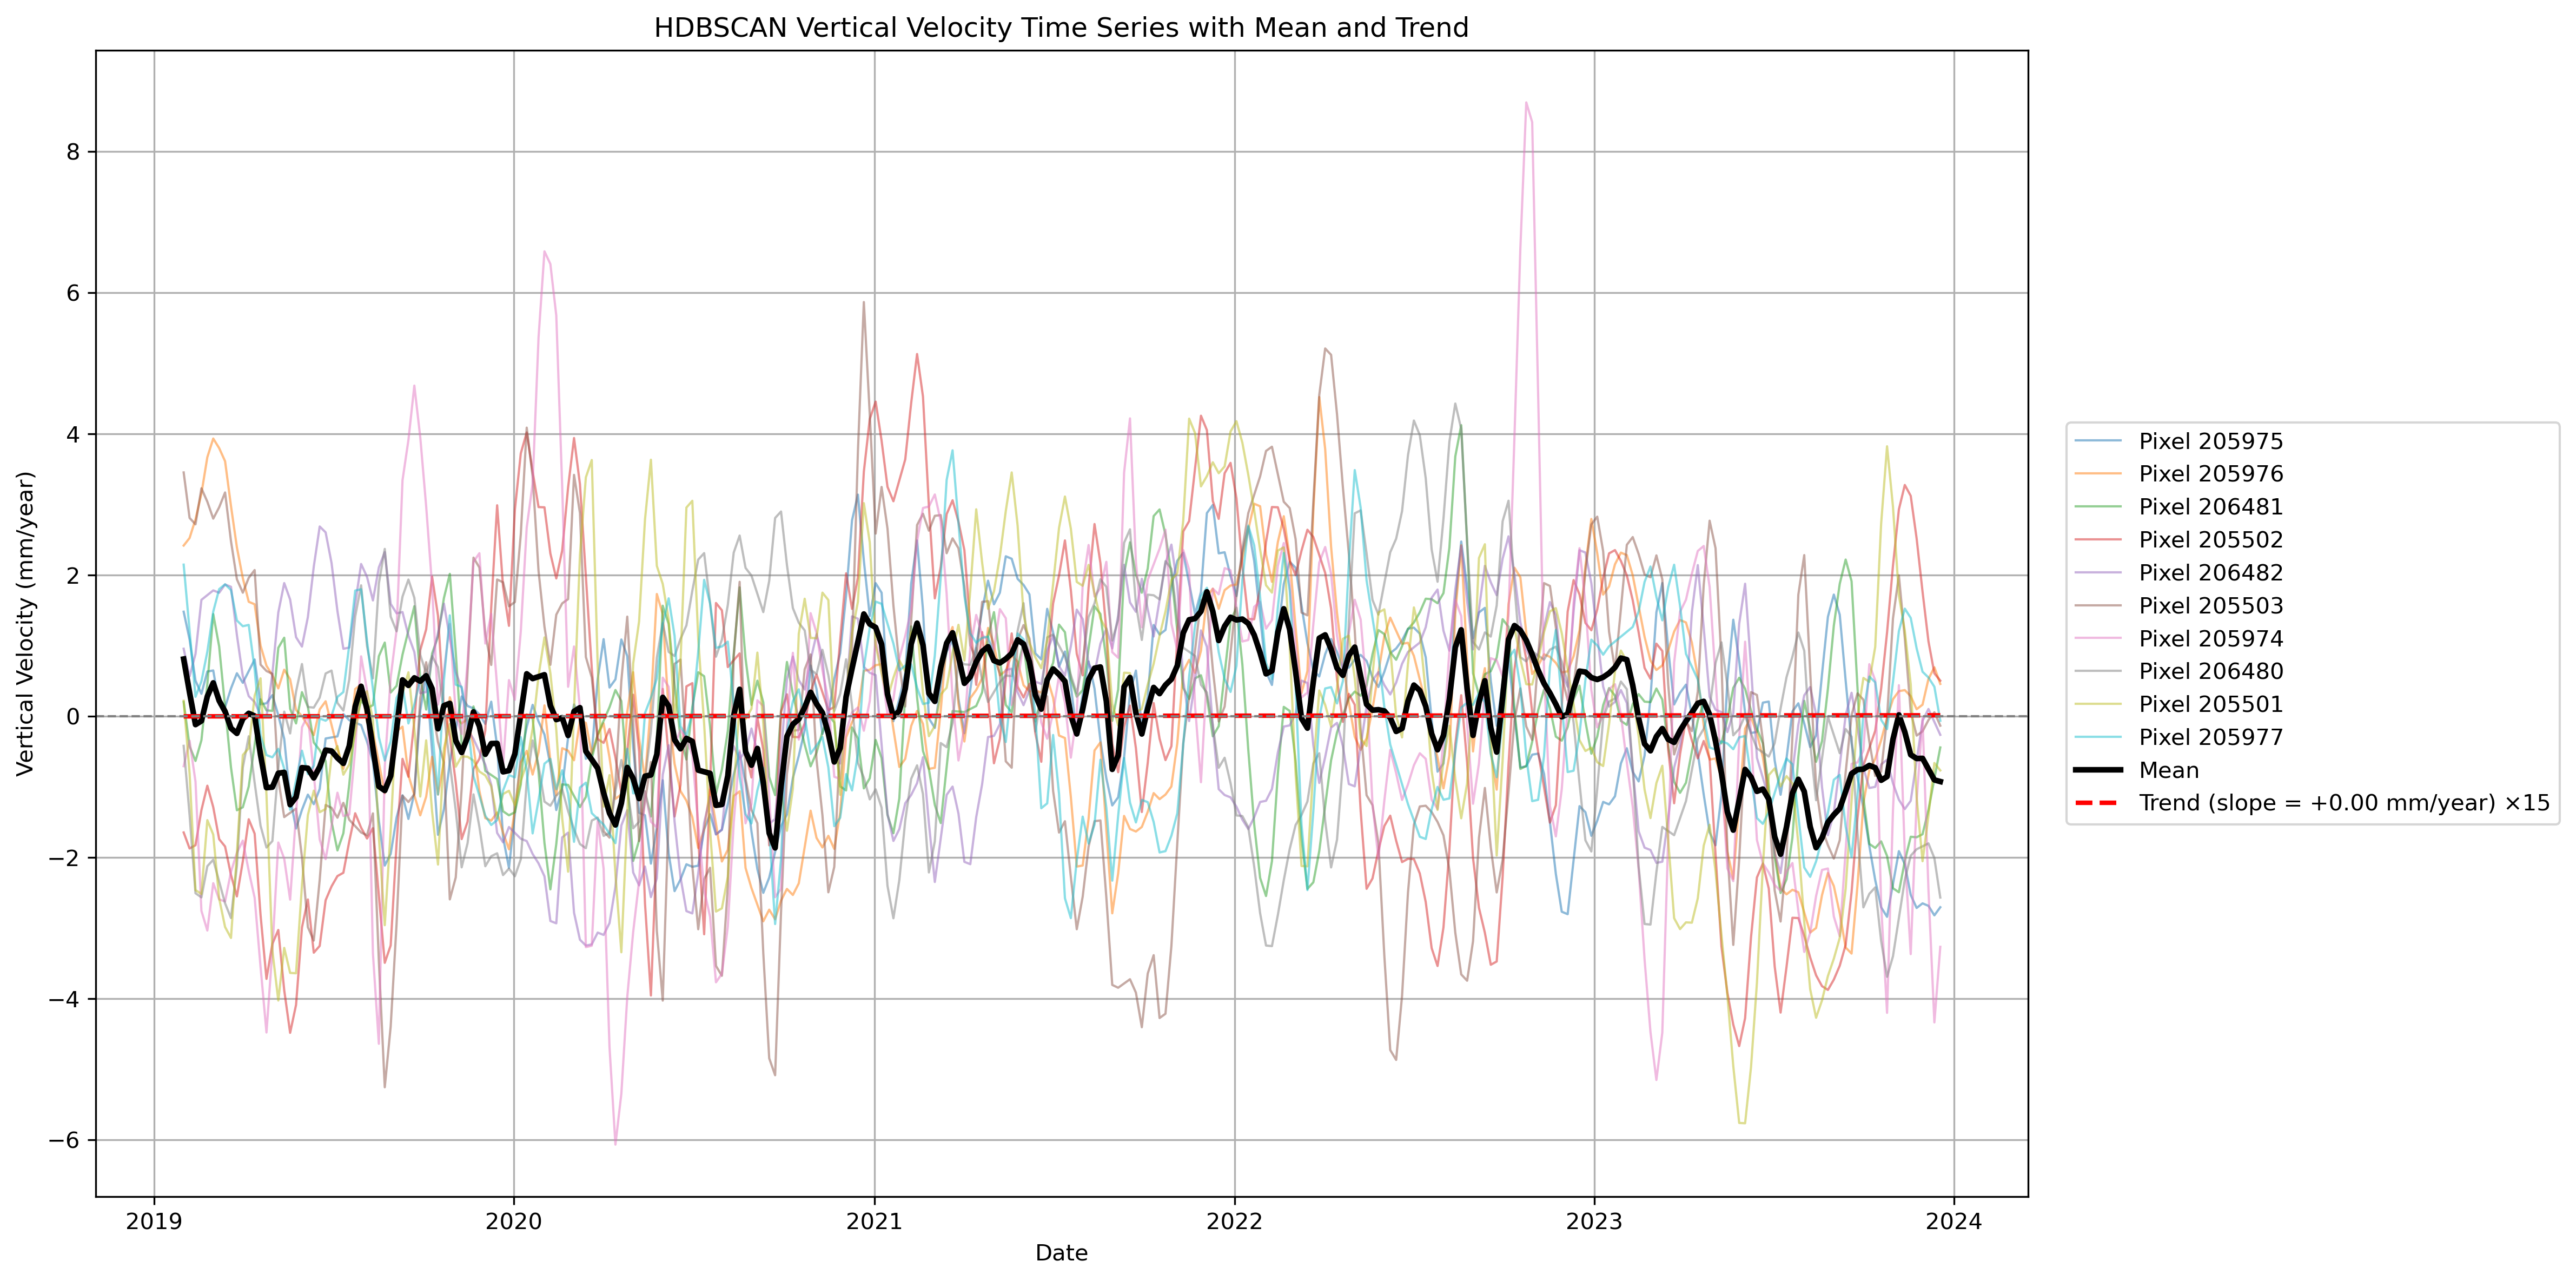 HDBSCAN Vertical Velocity Time Series with Mean and Trend
Vertical Velocity (mm/year)
8
6
4
2
0
−2
−4
−6
2019
2020
2021
2022
2023
2024
Date
Pixel 205975
Pixel 205976
Pixel 206481
Pixel 205502
Pixel 206482
Pixel 205503
Pixel 205974
Pixel 206480
Pixel 205501
Pixel 205977
Mean
Trend (slope = +0.00 mm/year) ×15